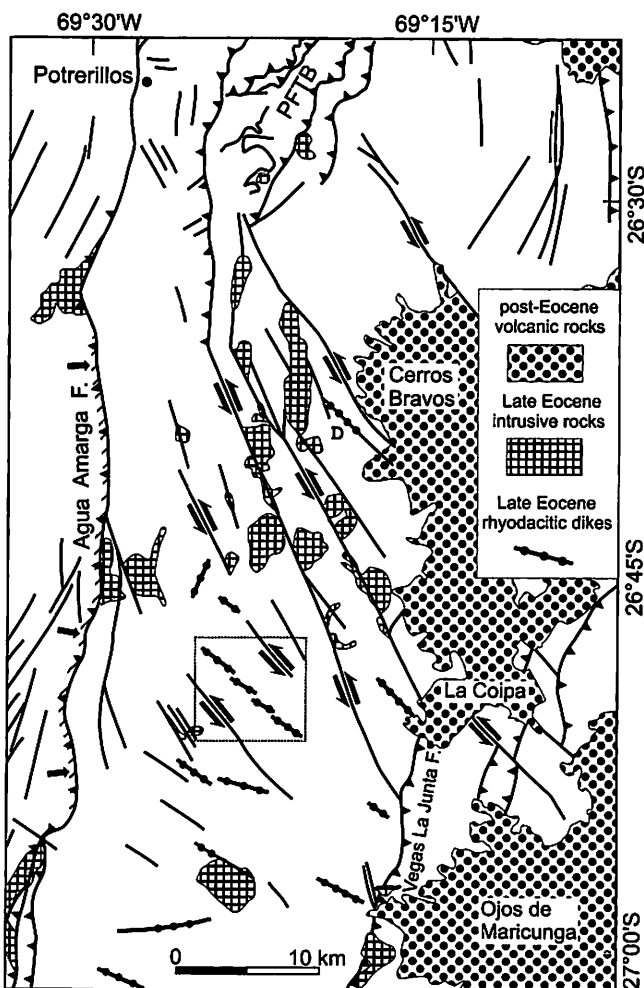 69°30'W
69°15'W
Potrerillos
PFTB
26°30'S
post-Eocene
volcanic rocks
Cerros
Bravos
Late Eocene
intrusive rocks
Agua Amarga F.
D
Late Eocene
rhyodacitic dikes
26°45'S
La Coipa
Vegas La Junta F.
Ojos de
Maricunga
0 10 km
27°00'S